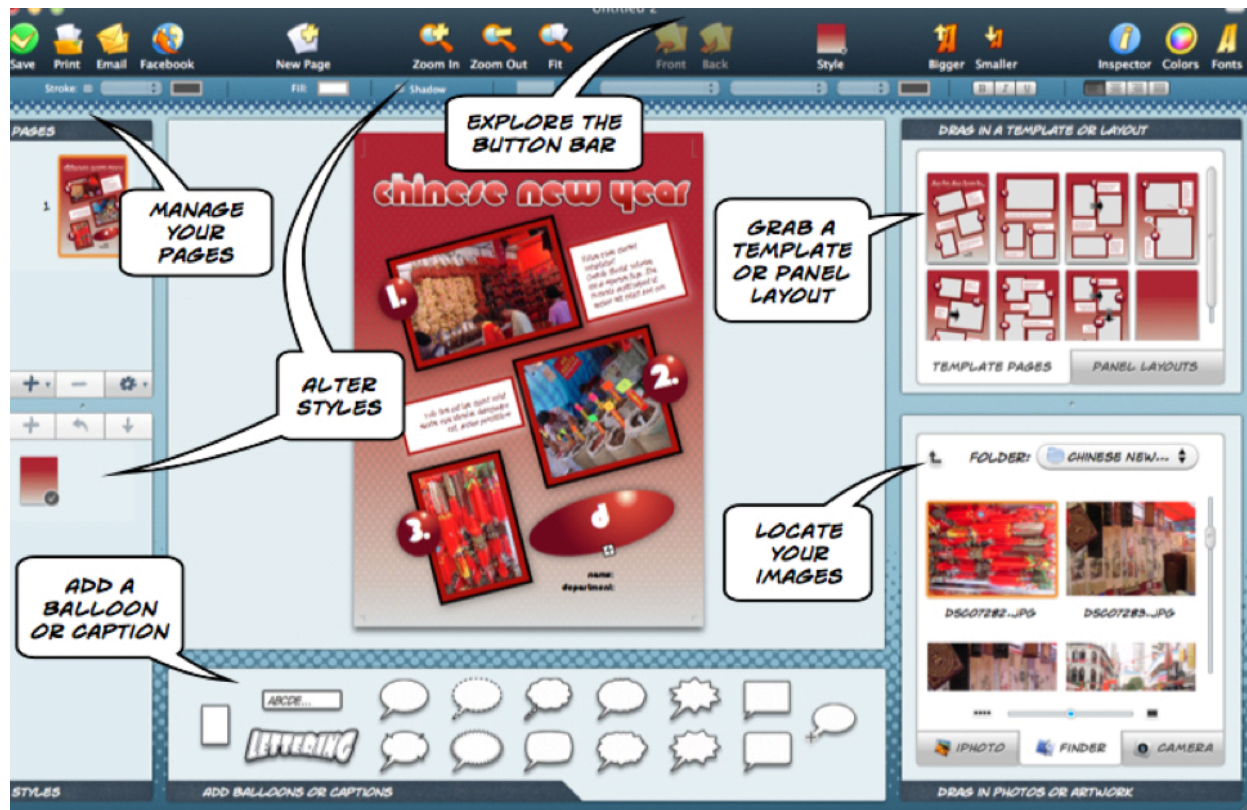 Untitled 2
Save Print Email Facebook New Page Zoom In Zoom Out Fit Front Back Style Bigger Smaller Inspector Colors Fonts
Stroke: Fill: Shadow B I U
PAGES
1
MANAGE
YOUR
PAGES
EXPLORE THE
BUTTON BAR
ALTER
STYLES
ADD A
BALLOON
OR CAPTION
STYLES
chinese new year
1.
2.
3.
d
name:
department:
GRAB A
TEMPLATE
OR PANEL
LAYOUT
LOCATE
YOUR
IMAGES
DRAG IN A TEMPLATE OR LAYOUT
TEMPLATE PAGES PANEL LAYOUTS
FOLDER: CHINESE NEW...
DSC07282.JPG DSC07283.JPG
IPHOTO FINDER CAMERA
DRAG IN PHOTOS OR ARTWORK
ABCDE...
LETTERING
ADD BALLOONS OR CAPTIONS